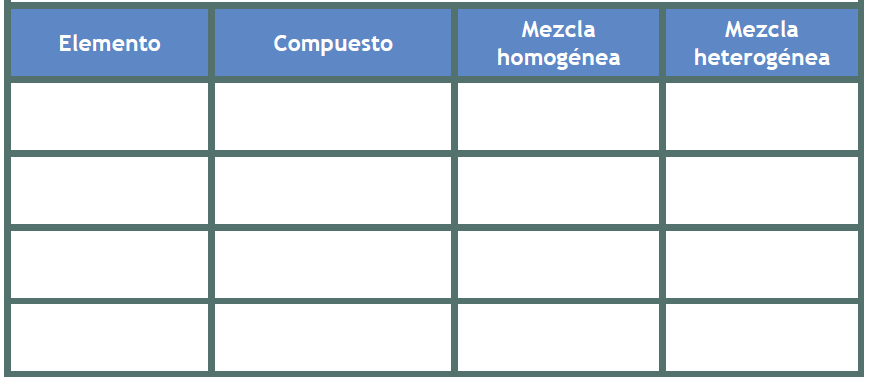 Elemento
Compuesto
Mezcla
homogénea
Mezcla
heterogénea